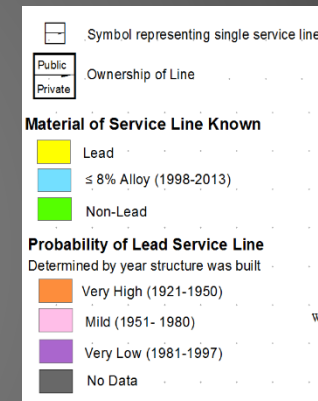 Symbol representing single service line
Public
Private
Ownership of Line
Material of Service Line Known
Lead
≤ 8% Alloy (1998-2013)
Non-Lead
Probability of Lead Service Line
Determined by year structure was built
Very High (1921-1950)
Mild (1951- 1980)
W
Very Low (1981-1997)
No Data